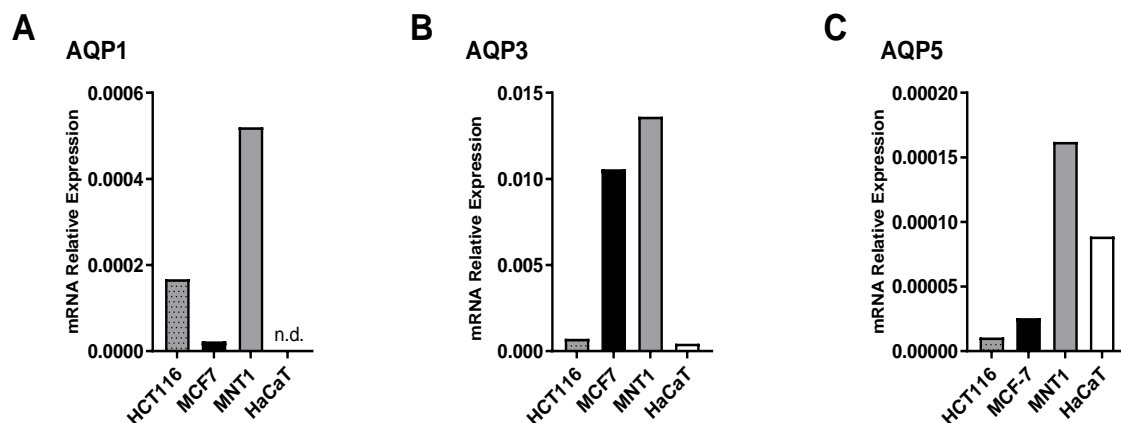 A
AQP1
mRNA Relative Expression
0.0006
0.0004
0.0002
0.0000
n.d.
HCT116
MCF7
MNT1
HaCaT
B
AQP3
mRNA Relative Expression
0.015
0.010
0.005
0.000
HCT116
MCF7
MNT1
HaCaT
C
AQP5
mRNA Relative Expression
0.00020
0.00015
0.00010
0.00005
0.00000
HCT116
MCF-7
MNT1
HaCaT